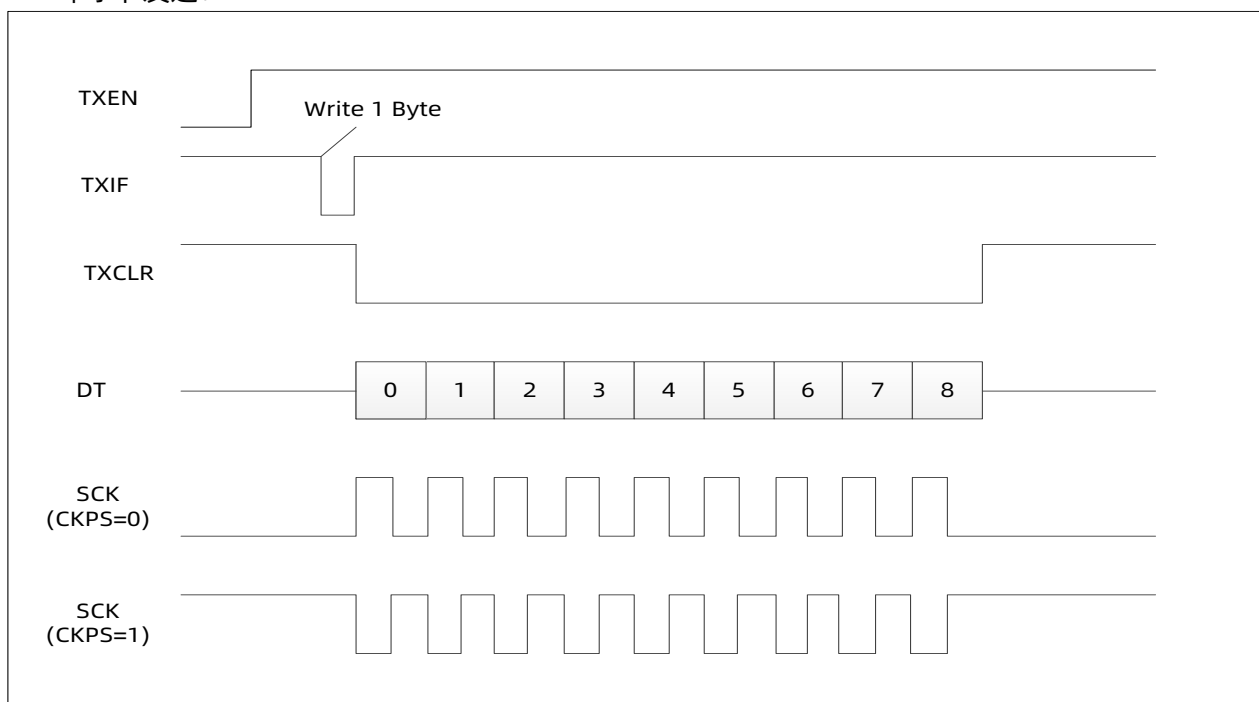 TXEN
Write 1 Byte
TXIF
TXCLR
DT
0 1 2 3 4 5 6 7 8
SCK
(CKPS=0)
SCK
(CKPS=1)